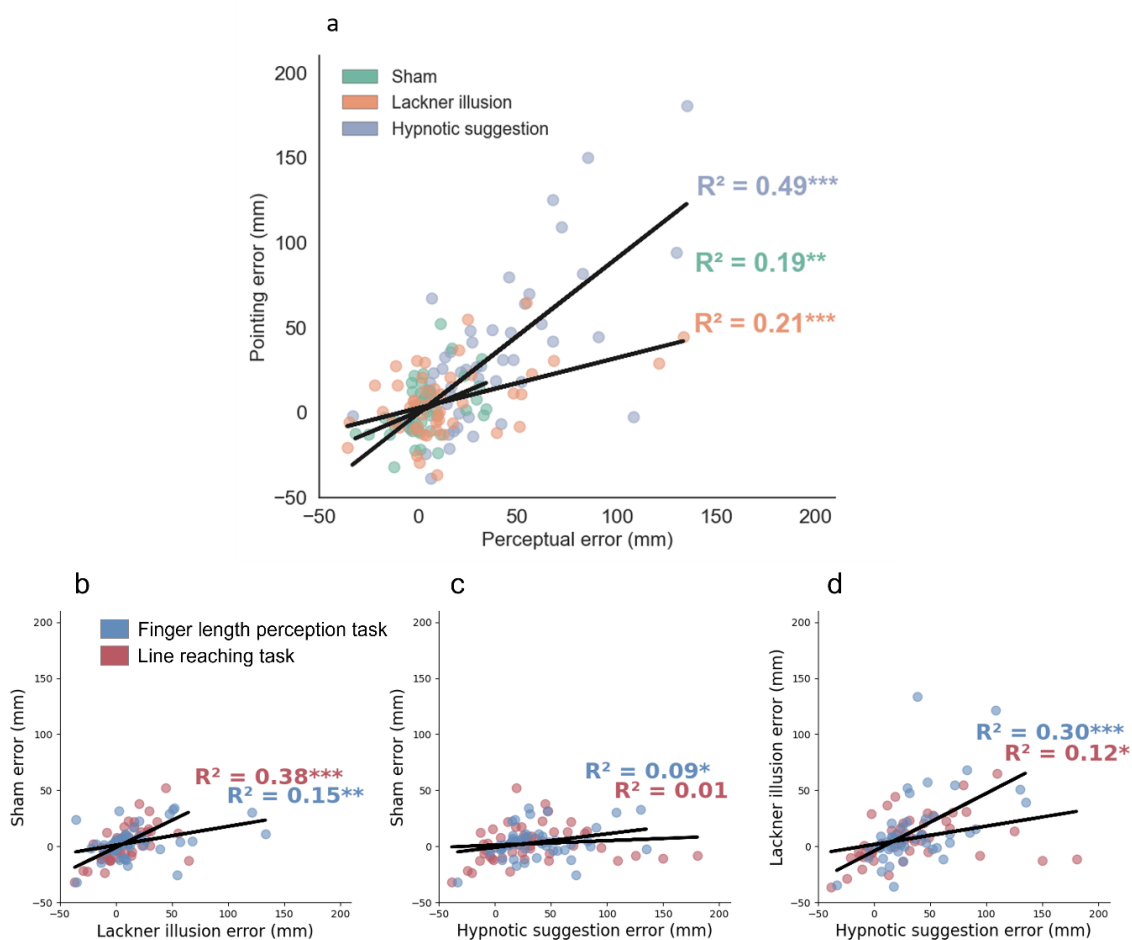 a
200
150
100
50
0
−50
Pointing error (mm)
Sham
Lackner illusion
Hypnotic suggestion
R² = 0.49***
R² = 0.19**
R² = 0.21***
−50 0 50 100 150 200
Perceptual error (mm)
b
200
150
100
50
0
−50
Sham error (mm)
Finger length perception task
Line reaching task
R² = 0.38***
R² = 0.15**
−50 0 50 100 150 200
Lackner illusion error (mm)
c
200
150
100
50
0
−50
Sham error (mm)
R² = 0.09*
R² = 0.01
−50 0 50 100 150 200
Hypnotic suggestion error (mm)
d
200
150
100
50
0
−50
Lackner illusion error (mm)
R² = 0.30***
R² = 0.12*
−50 0 50 100 150 200
Hypnotic suggestion error (mm)